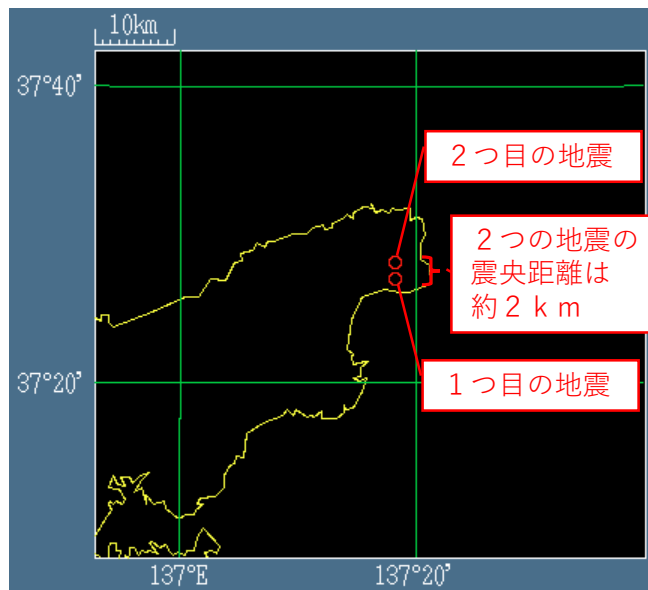 10km
37°40’
２つ目の地震
２つの地震の
震央距離は
約２ｋｍ
37°20’
１つ目の地震
137°E
137°20’